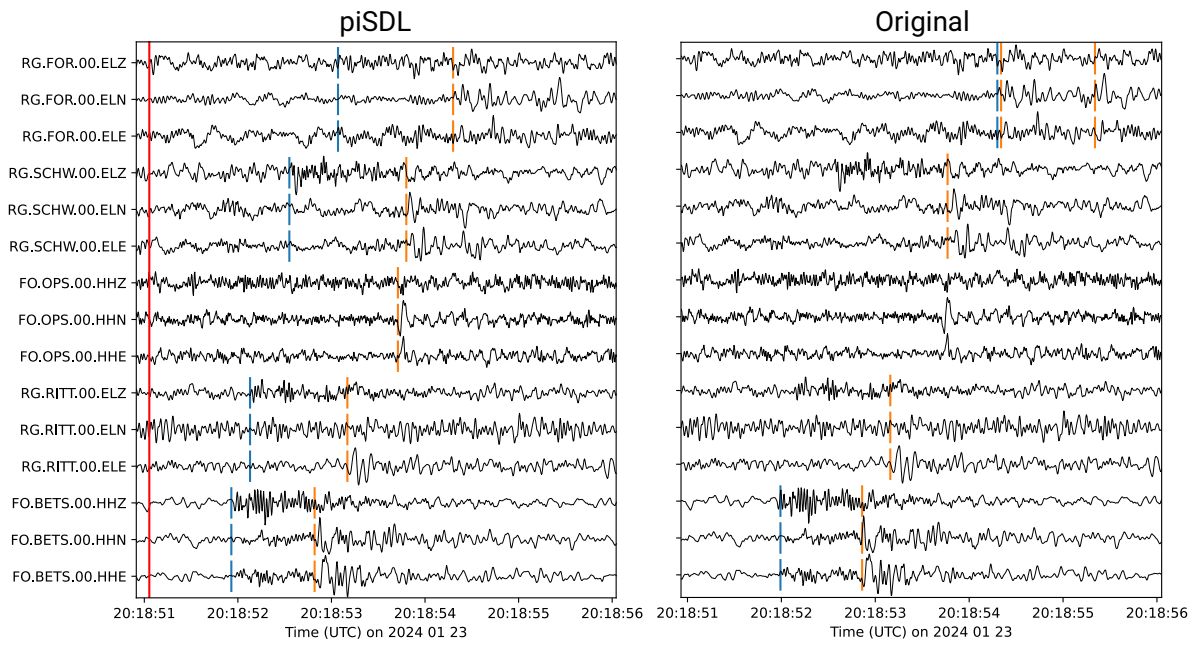 piSDL
Original
RG.FOR.00.ELZ
RG.FOR.00.ELN
RG.FOR.00.ELE
RG.SCHW.00.ELZ
RG.SCHW.00.ELN
RG.SCHW.00.ELE
FO.OPS.00.HHZ
FO.OPS.00.HHN
FO.OPS.00.HHE
RG.RITT.00.ELZ
RG.RITT.00.ELN
RG.RITT.00.ELE
FO.BETS.00.HHZ
FO.BETS.00.HHN
FO.BETS.00.HHE
20:18:51 20:18:52 20:18:53 20:18:54 20:18:55 20:18:56
Time (UTC) on 2024 01 23
20:18:51 20:18:52 20:18:53 20:18:54 20:18:55 20:18:56
Time (UTC) on 2024 01 23